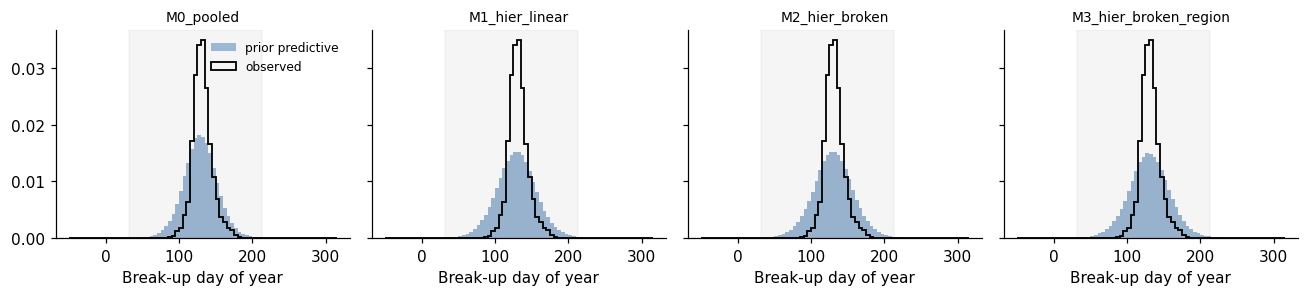 M0_pooled
M1_hier_linear
M2_hier_broken
M3_hier_broken_region
prior predictive
observed
0.03
0.02
0.01
0.00
0 100 200 300
0 100 200 300
0 100 200 300
0 100 200 300
Break-up day of year
Break-up day of year
Break-up day of year
Break-up day of year